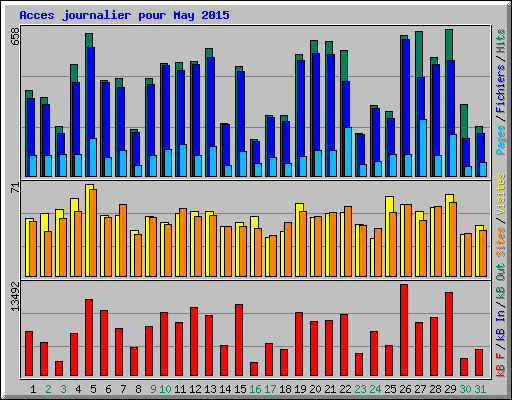 Acces journalier pour May 2015
658
71
13492
Pages / Fichiers / Hits
Sites / Visites
kB F / kB In / kB Out
1 2 3 4 5 6 7 8 9 10 11 12 13 14 15 16 17 18 19 20 21 22 23 24 25 26 27 28 29 30 31